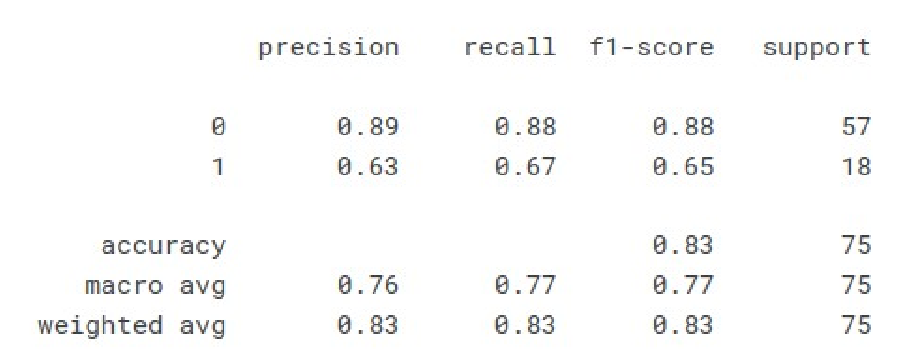 precision recall f1-score support
0 0.89 0.88 0.88 57
1 0.63 0.67 0.65 18
accuracy 0.83 75
macro avg 0.76 0.77 0.77 75
weighted avg 0.83 0.83 0.83 75